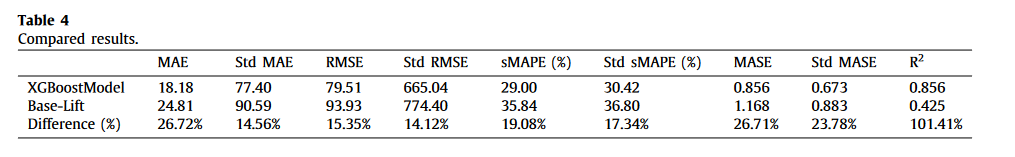 Table 4
Compared results.
MAE Std MAE RMSE Std RMSE sMAPE (%) Std sMAPE (%) MASE Std MASE R²
XGBoostModel 18.18 77.40 79.51 665.04 29.00 30.42 0.856 0.673 0.856
Base-Lift 24.81 90.59 93.93 774.40 35.84 36.80 1.168 0.883 0.425
Difference (%) 26.72% 14.56% 15.35% 14.12% 19.08% 17.34% 26.71% 23.78% 101.41%